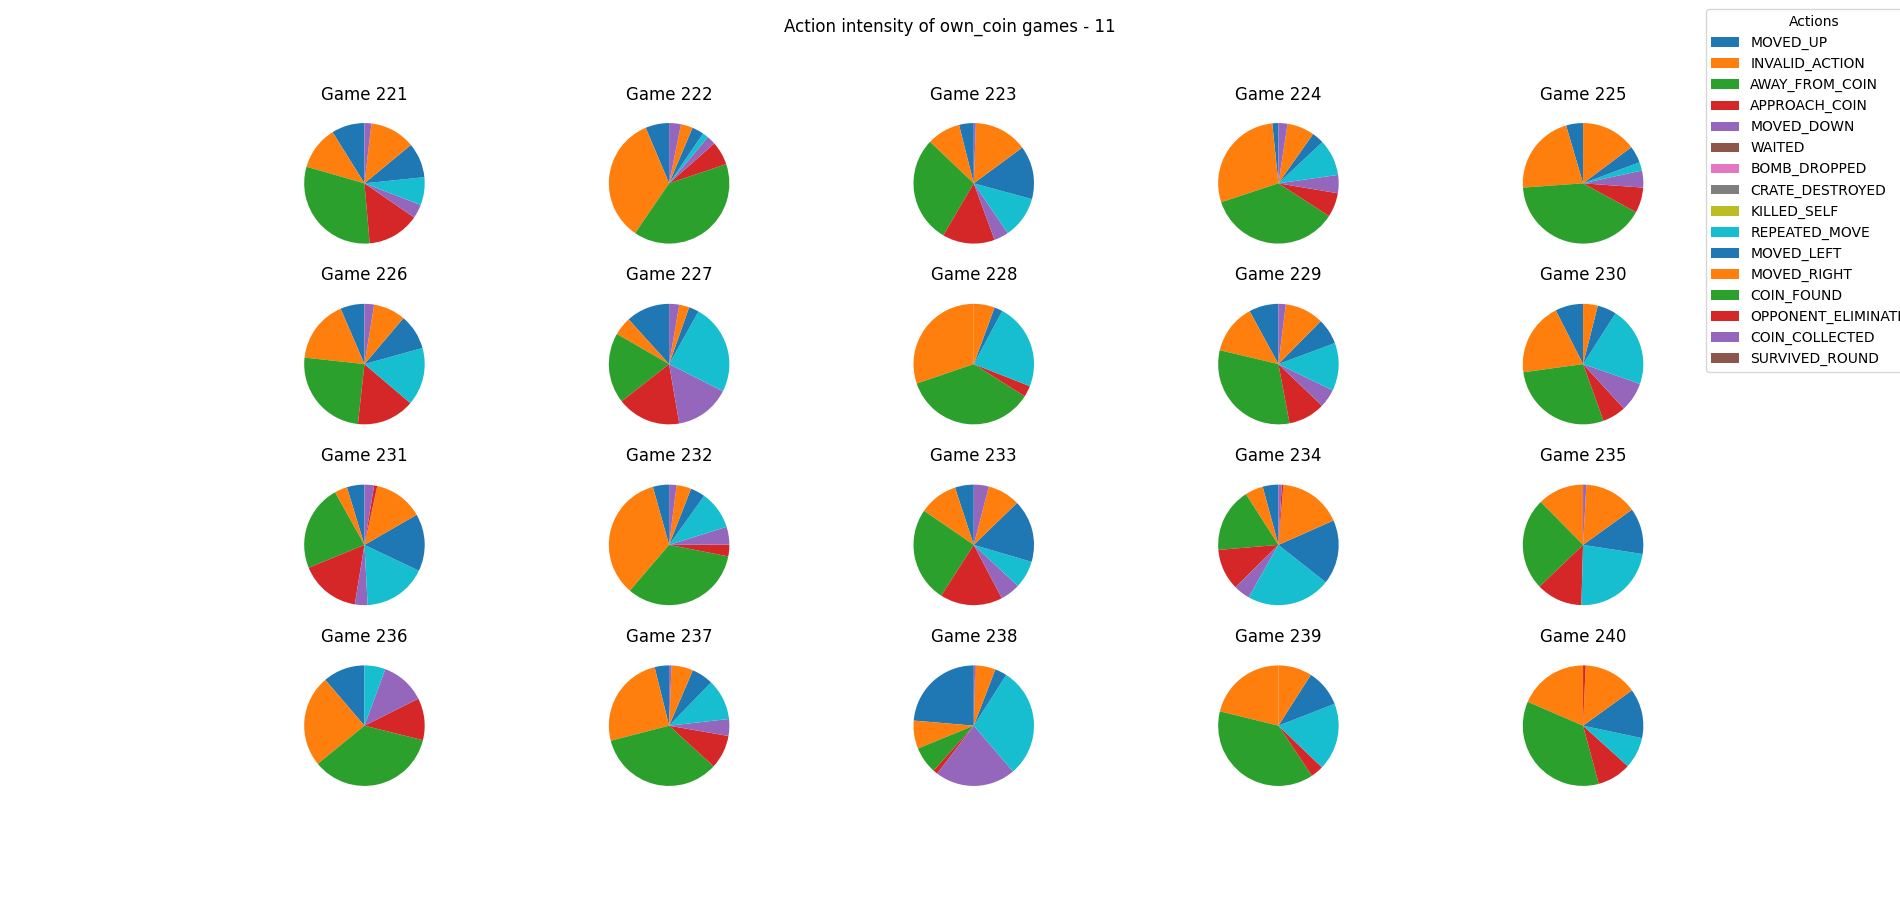 Action intensity of own_coin games - 11
Game 221
Game 222
Game 223
Game 224
Game 225
Game 226
Game 227
Game 228
Game 229
Game 230
Game 231
Game 232
Game 233
Game 234
Game 235
Game 236
Game 237
Game 238
Game 239
Game 240
Actions
MOVED_UP
INVALID_ACTION
AWAY_FROM_COIN
APPROACH_COIN
MOVED_DOWN
WAITED
BOMB_DROPPED
CRATE_DESTROYED
KILLED_SELF
REPEATED_MOVE
MOVED_LEFT
MOVED_RIGHT
COIN_FOUND
OPPONENT_ELIMINATI
COIN_COLLECTED
SURVIVED_ROUND